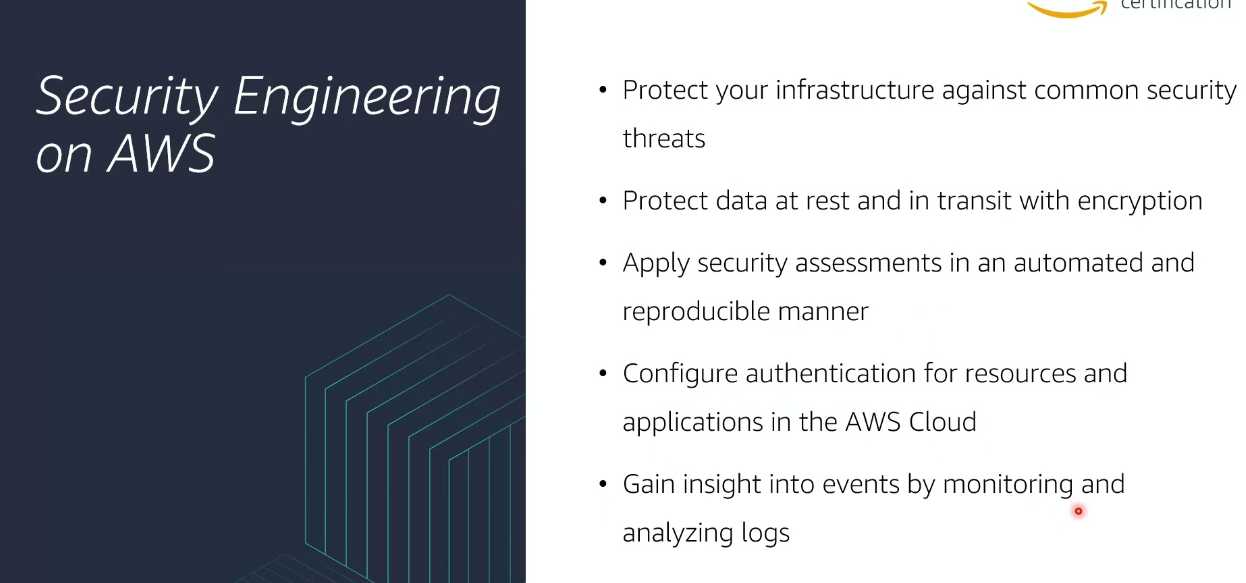 certification
Security Engineering
on AWS
• Protect your infrastructure against common security
threats
• Protect data at rest and in transit with encryption
• Apply security assessments in an automated and
reproducible manner
• Configure authentication for resources and
applications in the AWS Cloud
• Gain insight into events by monitoring and
analyzing logs